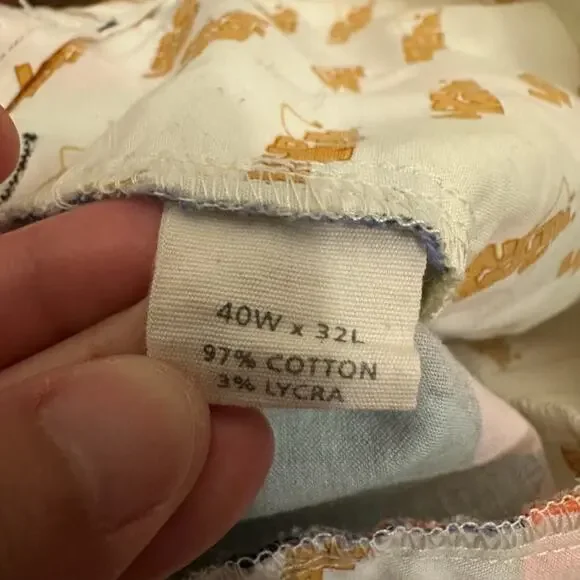 40W x 32L
97% COTTON
3% LYCRA